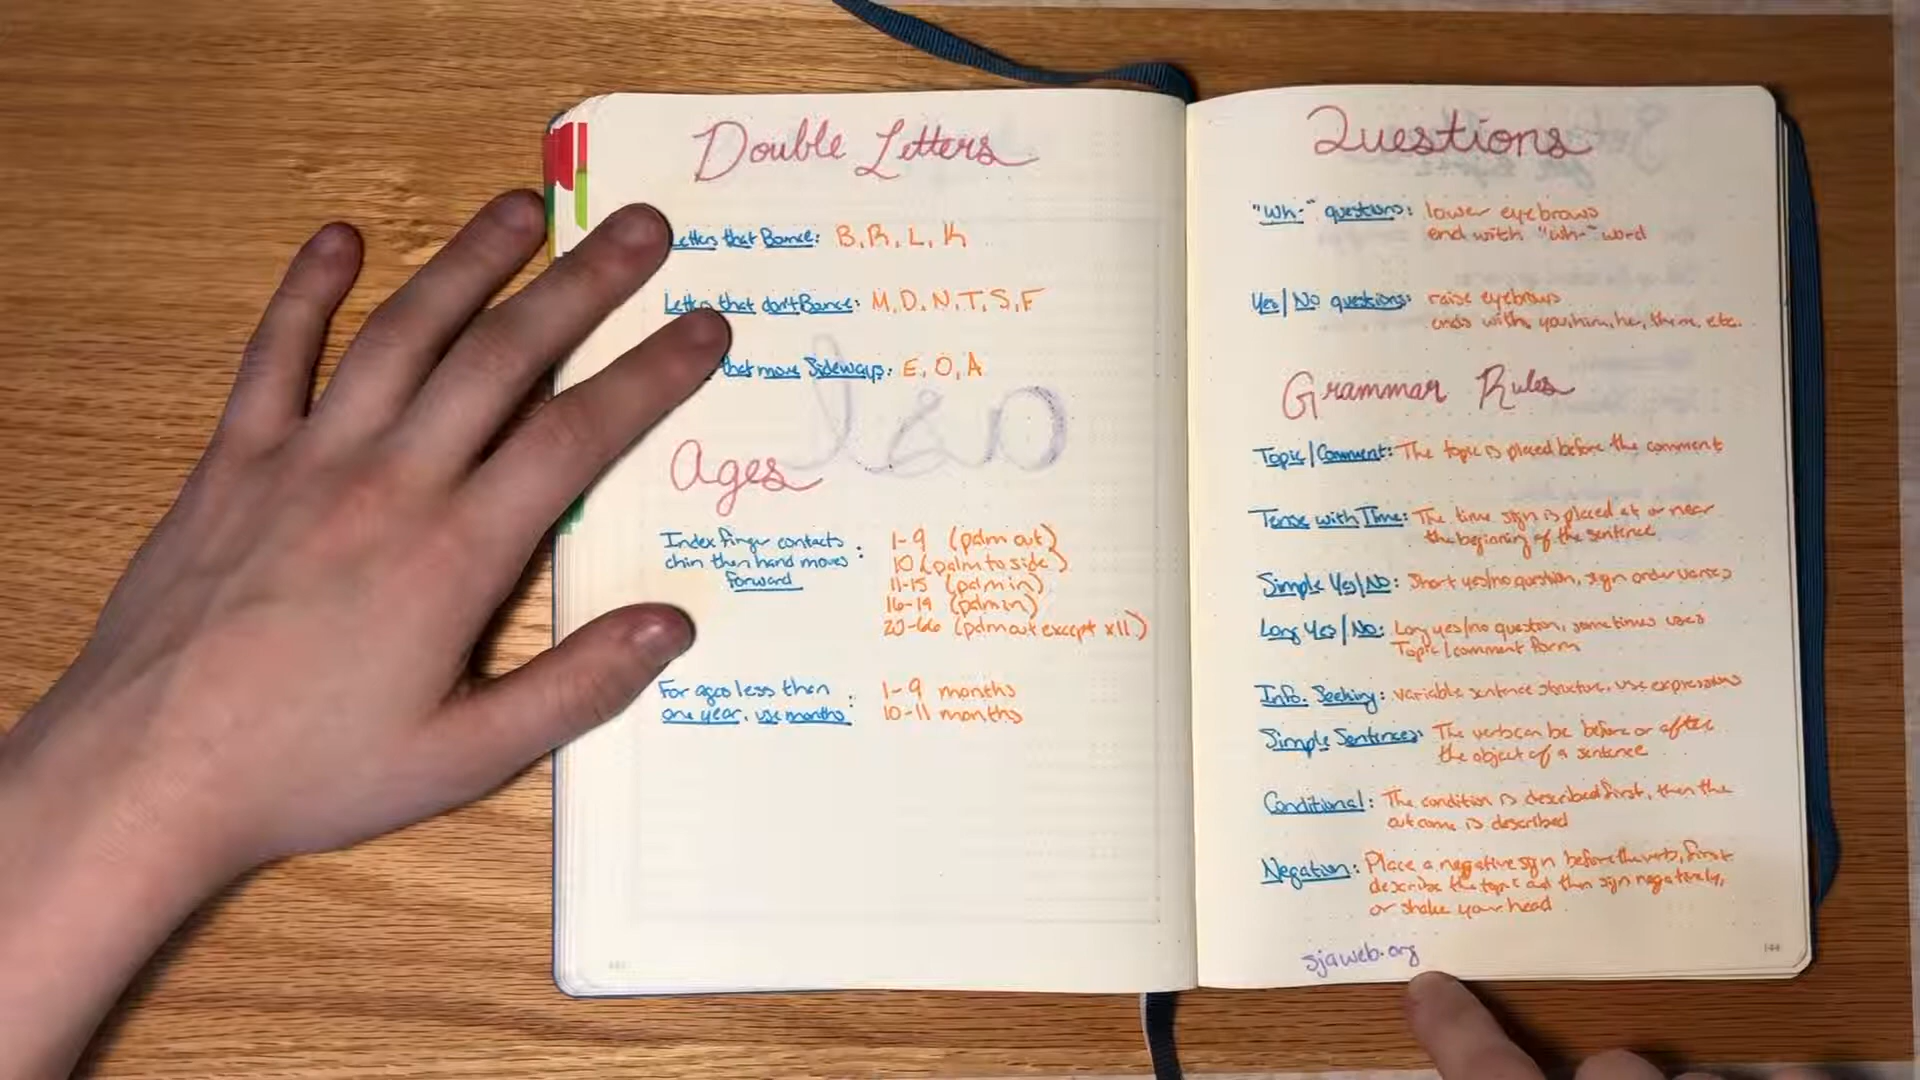 Double Letters
Letters that Bounce: B, R, L, K
Letters that don't Bounce: M, D, N, T, S, F
that move Sideways: E, O, A
Ages
Index finger contacts
chin then hand moves :
forward
1-9 (palm out)
10 (palm to side)
11-15 (palm in)
16-19 (palm in)
20-66 (palm out except x11)
For ages less than :
one year, use months
1-9 months
10-11 months
Questions
"Wh-" questions: lower eyebrows
end with "wh-" word
Yes/No questions: raise eyebrows
ends with, you, him, her, them, etc.
Grammar Rules
Topic/Comment: The topic is placed before the comment
Tense with Time: The time sign is placed at or near
the beginning of the sentence
Simple Yes/No: Short yes/no question, sign order varies
Long Yes/No: Long yes/no question, sometimes uses
Topic/comment form
Info. Seeking: variable sentence structure, use expressions
Simple Sentences: The verb can be before or after
the object of a sentence
Conditional: The condition is described first, then the
outcome is described
Negation: Place a negative sign before the verb, first
describe the topic and then sign negatively,
or shake your head
sjaweb.org
144